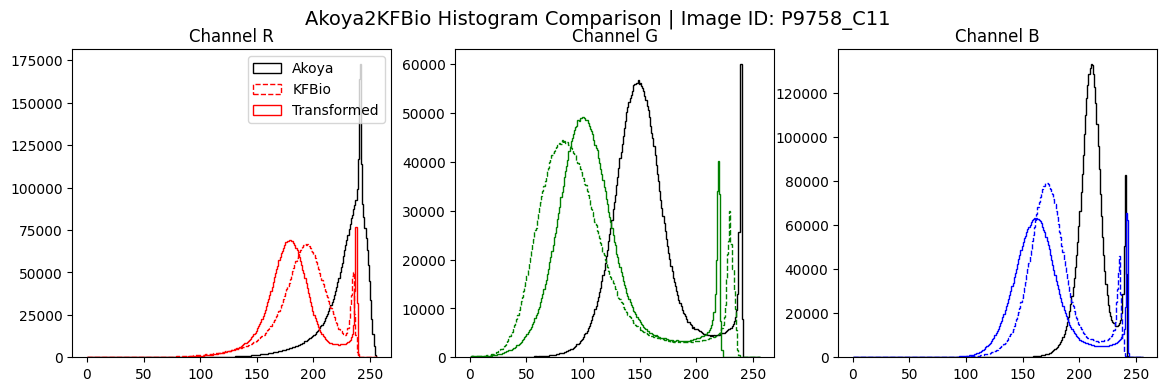 Akoya2KFBio Histogram Comparison | Image ID: P9758_C11
Channel R
Channel G
Channel B
Akoya
KFBio
Transformed
175000
150000
125000
100000
75000
50000
25000
0
0 50 100 150 200 250
60000
50000
40000
30000
20000
10000
0
0 50 100 150 200 250
120000
100000
80000
60000
40000
20000
0
0 50 100 150 200 250